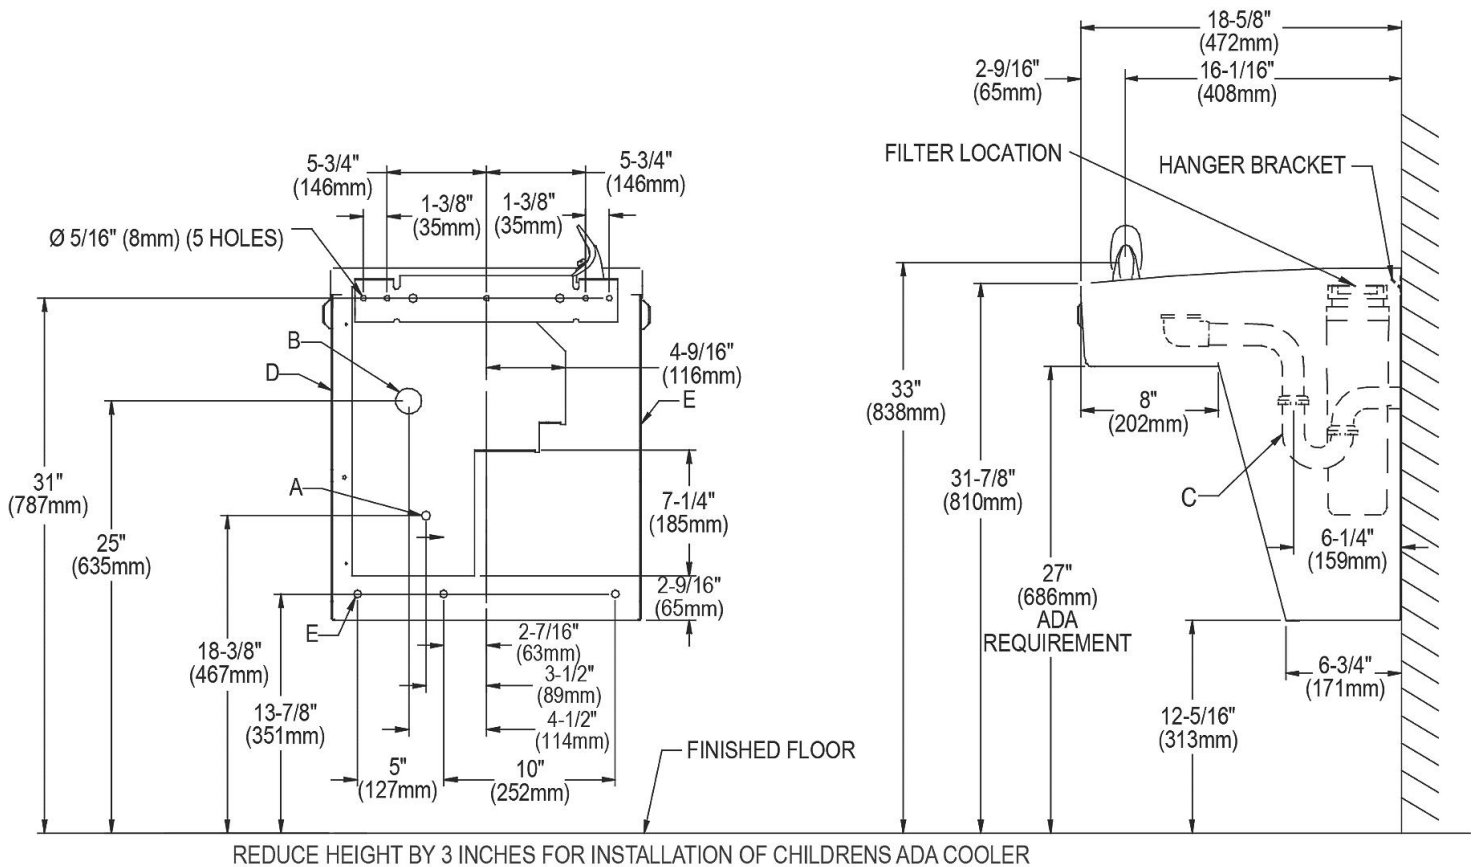 18-5/8"
(472mm)
2-9/16"
(65mm)
16-1/16"
(408mm)
FILTER LOCATION
HANGER BRACKET
5-3/4"
(146mm)
5-3/4"
(146mm)
1-3/8"
(35mm)
1-3/8"
(35mm)
Ø 5/16" (8mm) (5 HOLES)
B
D
4-9/16"
(116mm)
E
A
31"
(787mm)
25"
(635mm)
7-1/4"
(185mm)
2-9/16"
(65mm)
E
18-3/8"
(467mm)
2-7/16"
(63mm)
3-1/2"
(89mm)
13-7/8"
(351mm)
4-1/2"
(114mm)
5"
(127mm)
10"
(252mm)
FINISHED FLOOR
33"
(838mm)
8"
(202mm)
31-7/8"
(810mm)
C
6-1/4"
(159mm)
27"
(686mm)
ADA
REQUIREMENT
6-3/4"
(171mm)
12-5/16"
(313mm)
REDUCE HEIGHT BY 3 INCHES FOR INSTALLATION OF CHILDRENS ADA COOLER